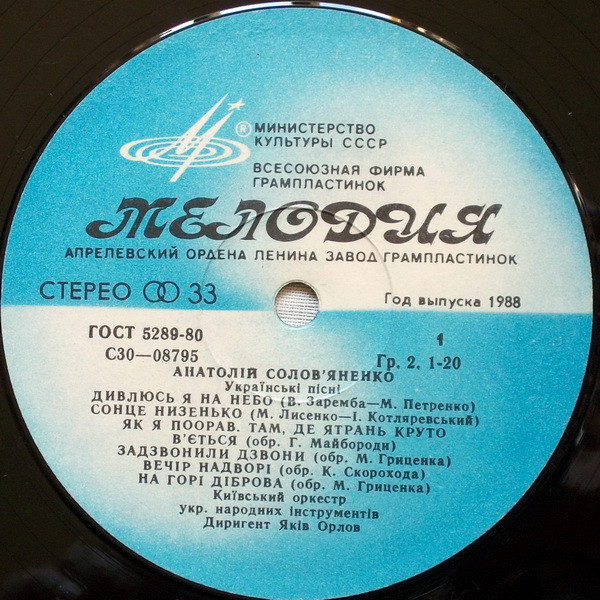 ® МИНИСТЕРСТВО
КУЛЬТУРЫ СССР
ВСЕСОЮЗНАЯ ФИРМА
ГРАМПЛАСТИНОК
МЕЛОДИЯ
АПРЕЛЕВСКИЙ ОРДЕНА ЛЕНИНА ЗАВОД ГРАМПЛАСТИНОК
СТЕРЕО 33
Год выпуска 1988
ГОСТ 5289-80
1
С30—08795
Гр. 2, 1-20
АНАТОЛІЙ СОЛОВ'ЯНЕНКО
Українські пісні
ДИВЛЮСЬ Я НА НЕБО (В. Заремба—М. Петренко)
СОНЦЕ НИЗЕНЬКО (М. Лисенко—І. Котляревський)
ЯК Я ПООРАВ. ТАМ, ДЕ ЯТРАНЬ КРУТО
В'ЄТЬСЯ (обр. Г. Майбороди)
ЗАДЗВОНИЛИ ДЗВОНИ (обр. М. Гриценка)
ВЕЧІР НАДВОРІ (обр. К. Скорохода)
НА ГОРІ ДІБРОВА (обр. М. Гриценка)
Київський оркестр
укр. народних інструментів
Диригент Яків Орлов